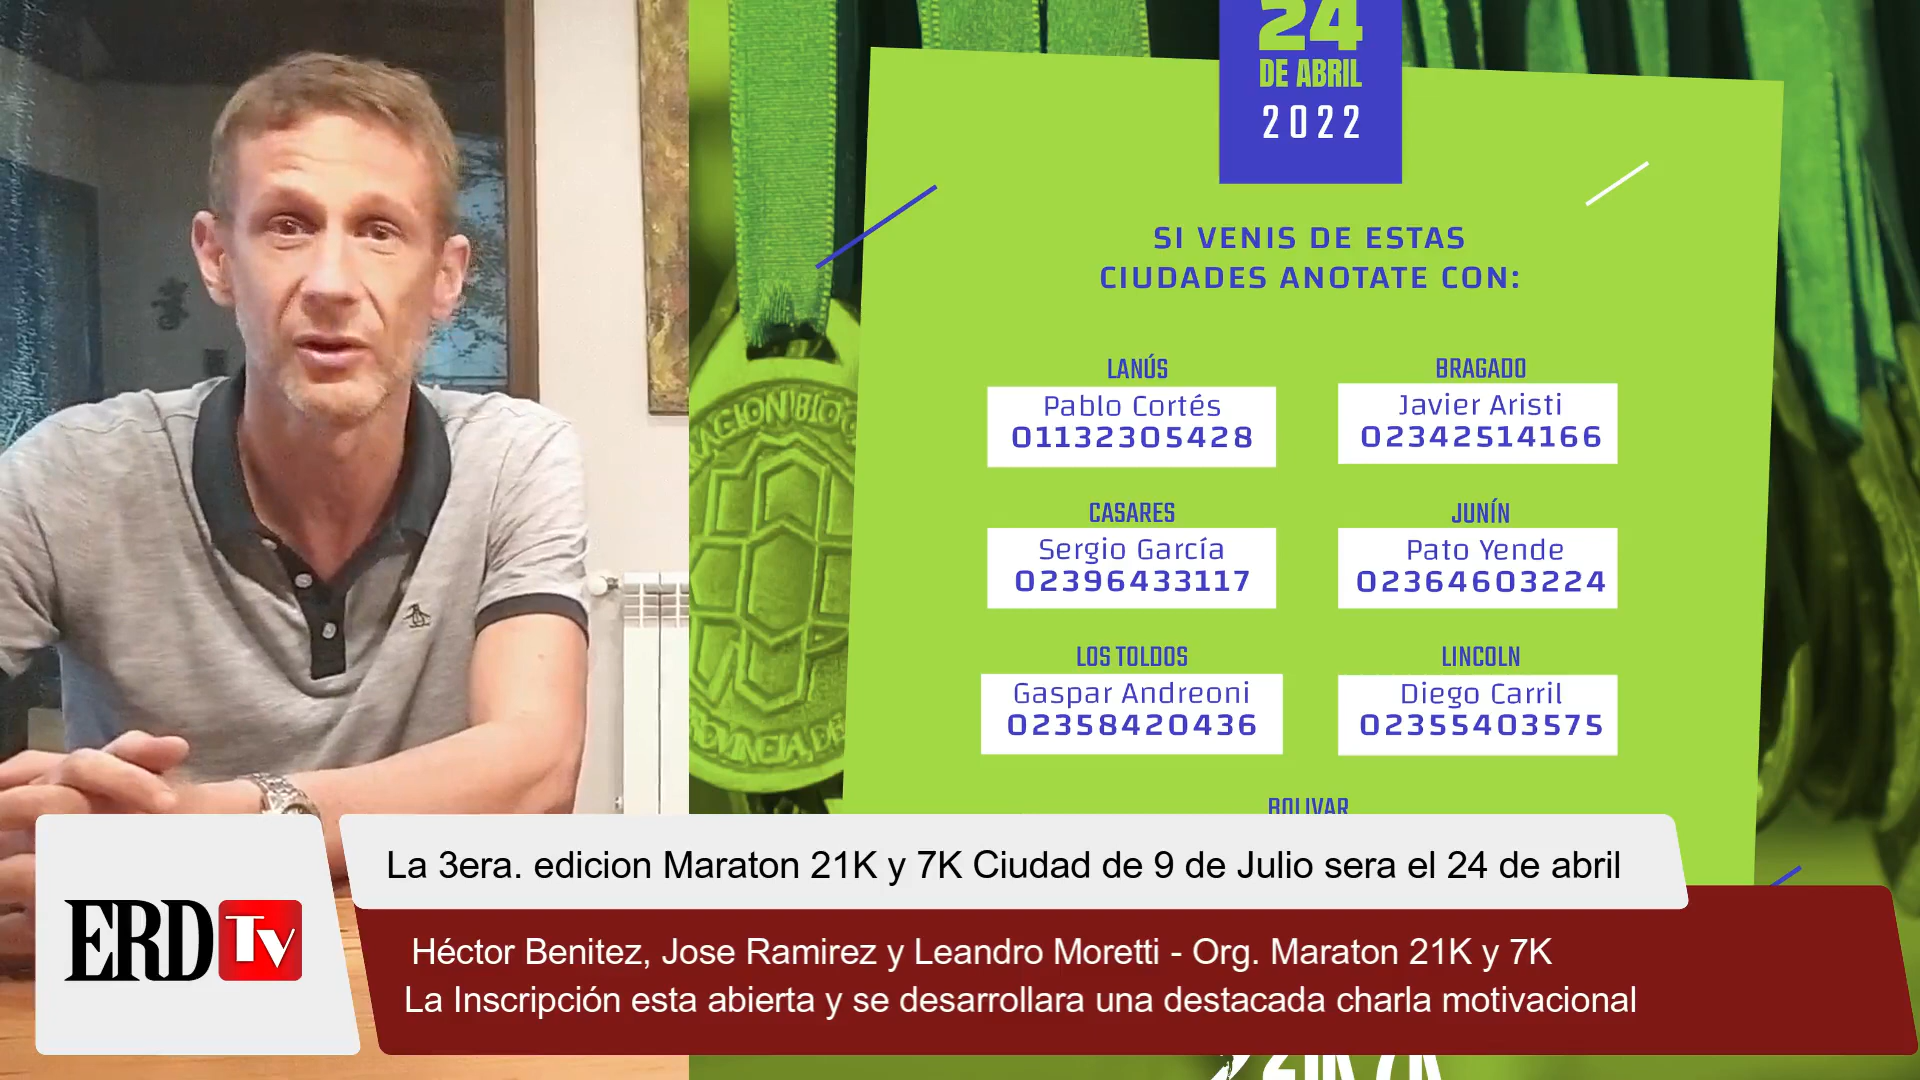 24
DE ABRIL
2022
SI VENIS DE ESTAS
CIUDADES ANOTATE CON:
LANÚS
Pablo Cortés
01132305428
BRAGADO
Javier Aristi
02342514166
CASARES
Sergio García
02396433117
JUNÍN
Pato Yende
02364603224
LOS TOLDOS
Gaspar Andreoni
02358420436
LINCOLN
Diego Carril
02355403575
BOLIVAR
PROVINCIA, DE
La 3era. edicion Maraton 21K y 7K Ciudad de 9 de Julio sera el 24 de abril
ERD TV
Héctor Benitez, Jose Ramirez y Leandro Moretti - Org. Maraton 21K y 7K
La Inscripción esta abierta y se desarrollara una destacada charla motivacional